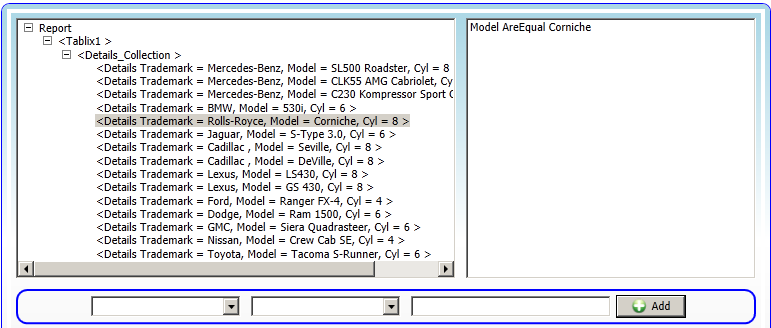 Report
<Tablix1 >
<Details_Collection >
<Details Trademark = Mercedes-Benz, Model = SL500 Roadster, Cyl = 8
<Details Trademark = Mercedes-Benz, Model = CLK55 AMG Cabriolet, Cy
<Details Trademark = Mercedes-Benz, Model = C230 Kompressor Sport C
<Details Trademark = BMW, Model = 530i, Cyl = 6 >
<Details Trademark = Rolls-Royce, Model = Corniche, Cyl = 8 >
<Details Trademark = Jaguar, Model = S-Type 3.0, Cyl = 6 >
<Details Trademark = Cadillac , Model = Seville, Cyl = 8 >
<Details Trademark = Cadillac , Model = DeVille, Cyl = 8 >
<Details Trademark = Lexus, Model = LS430, Cyl = 8 >
<Details Trademark = Lexus, Model = GS 430, Cyl = 8 >
<Details Trademark = Ford, Model = Ranger FX-4, Cyl = 4 >
<Details Trademark = Dodge, Model = Ram 1500, Cyl = 6 >
<Details Trademark = GMC, Model = Siera Quadrasteer, Cyl = 6 >
<Details Trademark = Nissan, Model = Crew Cab SE, Cyl = 4 >
<Details Trademark = Toyota, Model = Tacoma S-Runner, Cyl = 6 >
Model AreEqual Corniche
Add